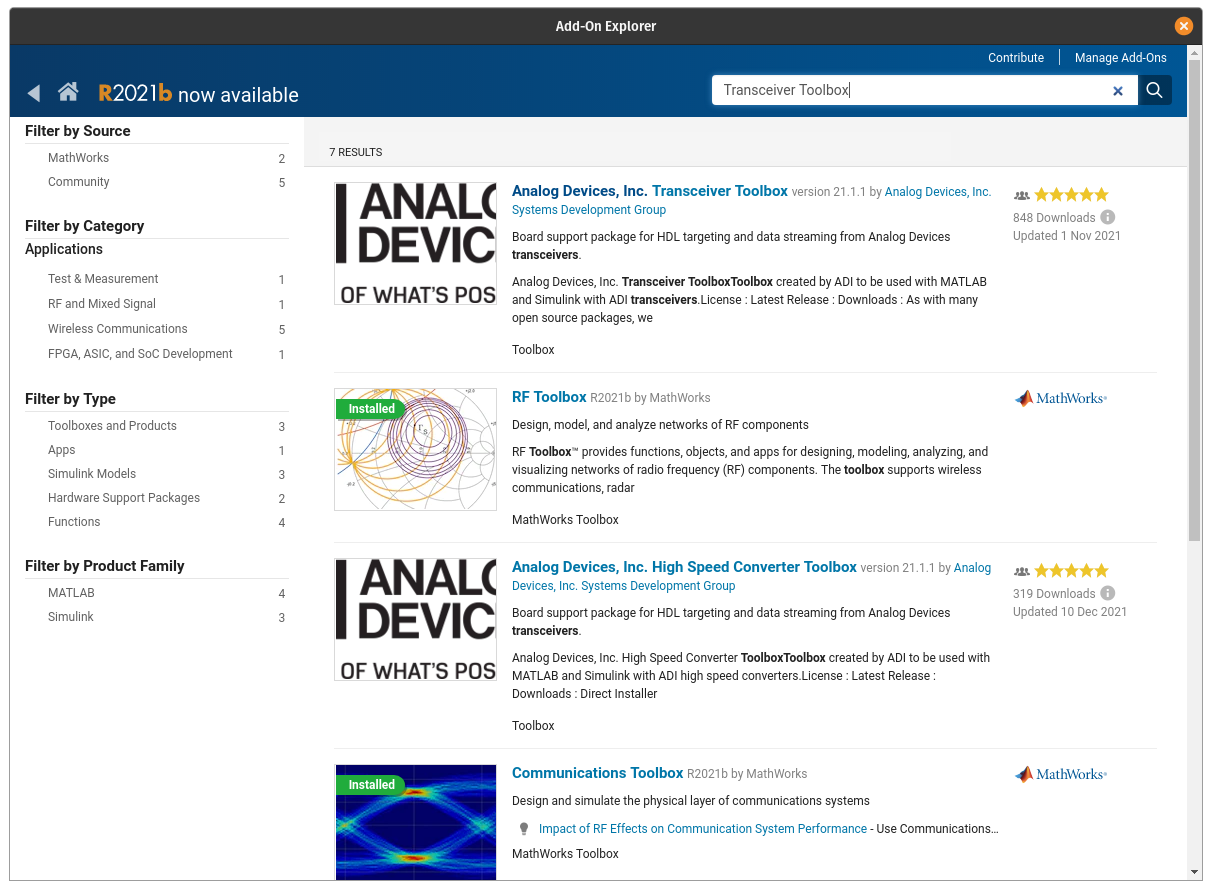 Add-On Explorer
Contribute
Manage Add-Ons
R2021b now available
Transceiver Toolbox
Filter by Source
MathWorks 2
Community 5
Filter by Category
Applications
Test & Measurement 1
RF and Mixed Signal 1
Wireless Communications 5
FPGA, ASIC, and SoC Development 1
Filter by Type
Toolboxes and Products 3
Apps 1
Simulink Models 3
Hardware Support Packages 2
Functions 4
Filter by Product Family
MATLAB 4
Simulink 3
7 RESULTS
ANALO
DEVIC
OF WHAT'S POS
Analog Devices, Inc. Transceiver Toolbox version 21.1.1 by Analog Devices, Inc.
Systems Development Group
Board support package for HDL targeting and data streaming from Analog Devices
transceivers.
Analog Devices, Inc. Transceiver ToolboxToolbox created by ADI to be used with MATLAB
and Simulink with ADI transceivers.License : Latest Release : Downloads : As with many
open source packages, we
Toolbox
848 Downloads
Updated 1 Nov 2021
Installed
RF Toolbox R2021b by MathWorks
Design, model, and analyze networks of RF components
RF Toolbox™ provides functions, objects, and apps for designing, modeling, analyzing, and
visualizing networks of radio frequency (RF) components. The toolbox supports wireless
communications, radar
MathWorks Toolbox
MathWorks®
ANALO
DEVIC
OF WHAT'S POS
Analog Devices, Inc. High Speed Converter Toolbox version 21.1.1 by Analog
Devices, Inc. Systems Development Group
Board support package for HDL targeting and data streaming from Analog Devices
transceivers.
Analog Devices, Inc. High Speed Converter ToolboxToolbox created by ADI to be used with
MATLAB and Simulink with ADI high speed converters.License : Latest Release :
Downloads : Direct Installer
Toolbox
319 Downloads
Updated 10 Dec 2021
Installed
Communications Toolbox R2021b by MathWorks
Design and simulate the physical layer of communications systems
Impact of RF Effects on Communication System Performance - Use Communications…
MathWorks Toolbox
MathWorks®